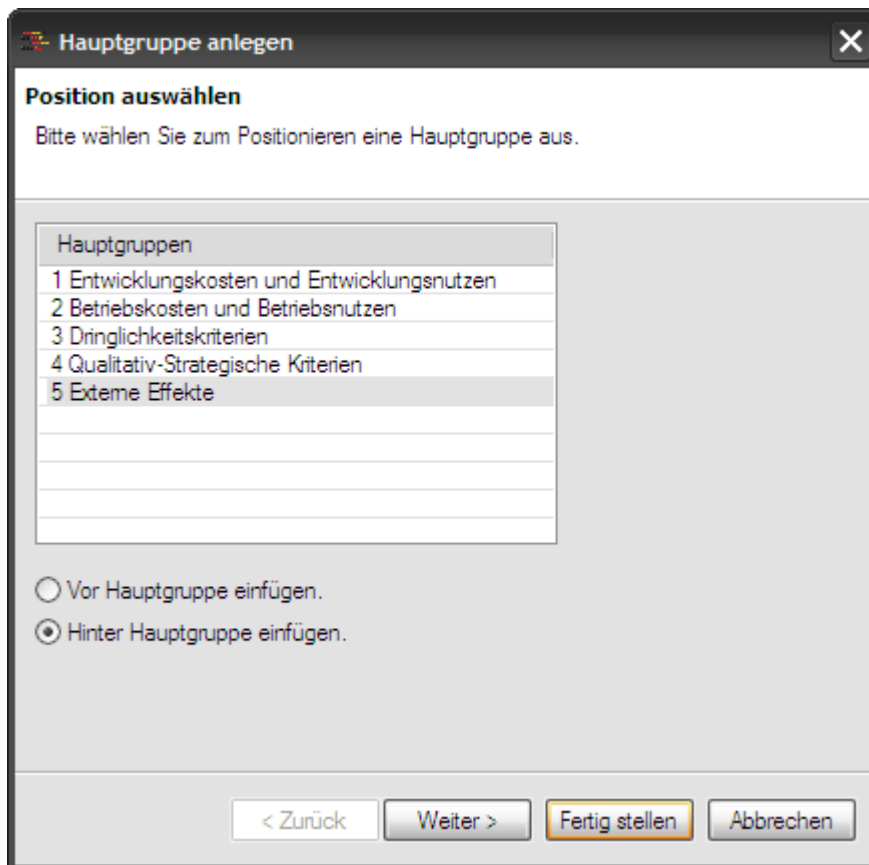 Hauptgruppe anlegen
Position auswählen
Bitte wählen Sie zum Positionieren eine Hauptgruppe aus.
Hauptgruppen
1 Entwicklungskosten und Entwicklungsnutzen
2 Betriebskosten und Betriebsnutzen
3 Dringlichkeitskriterien
4 Qualitativ-Strategische Kriterien
5 Externe Effekte
Vor Hauptgruppe einfügen.
Hinter Hauptgruppe einfügen.
< Zurück Weiter > Fertig stellen Abbrechen